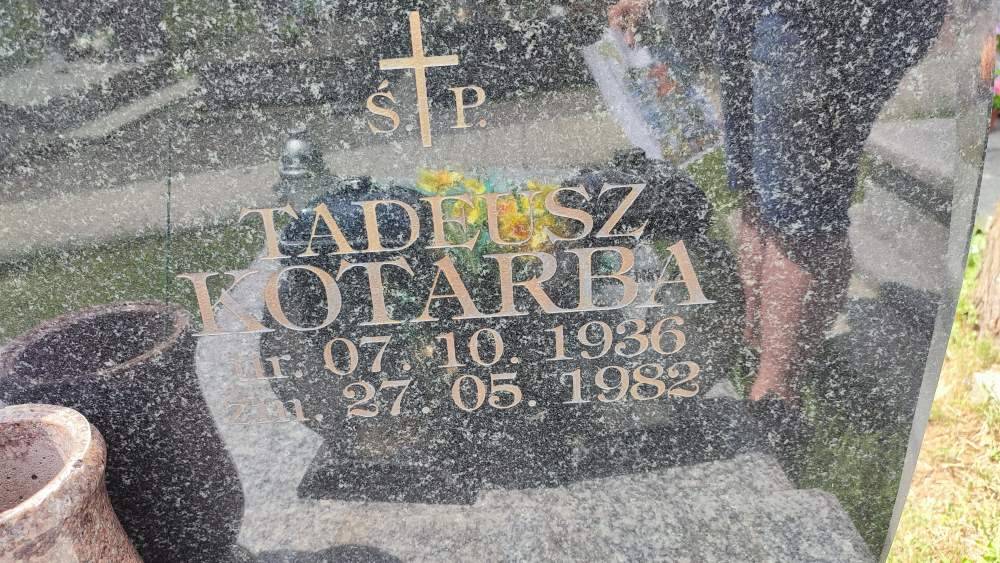 Ś. P.
TADEUSZ
KOTARBA
ur. 07. 10. 1936
zm. 27. 05. 1982